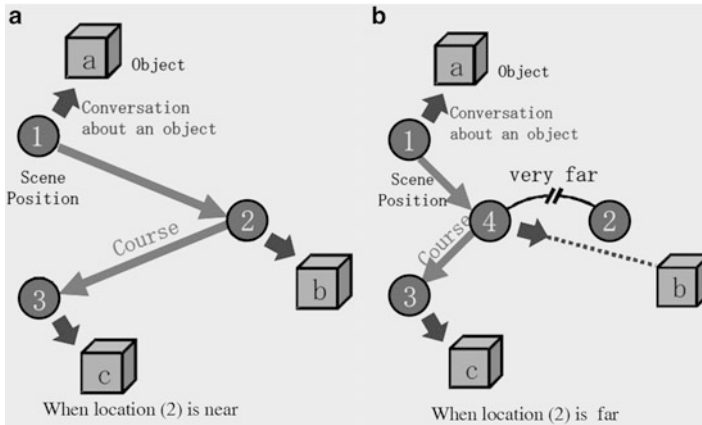 a
a
Object
Conversation
about an object
1
Scene
Position
2
Course
b
3
c
When location (2) is near
b
a
Object
Conversation
about an object
1
Scene
Position
very far
4
2
Course
b
3
c
When location (2) is far